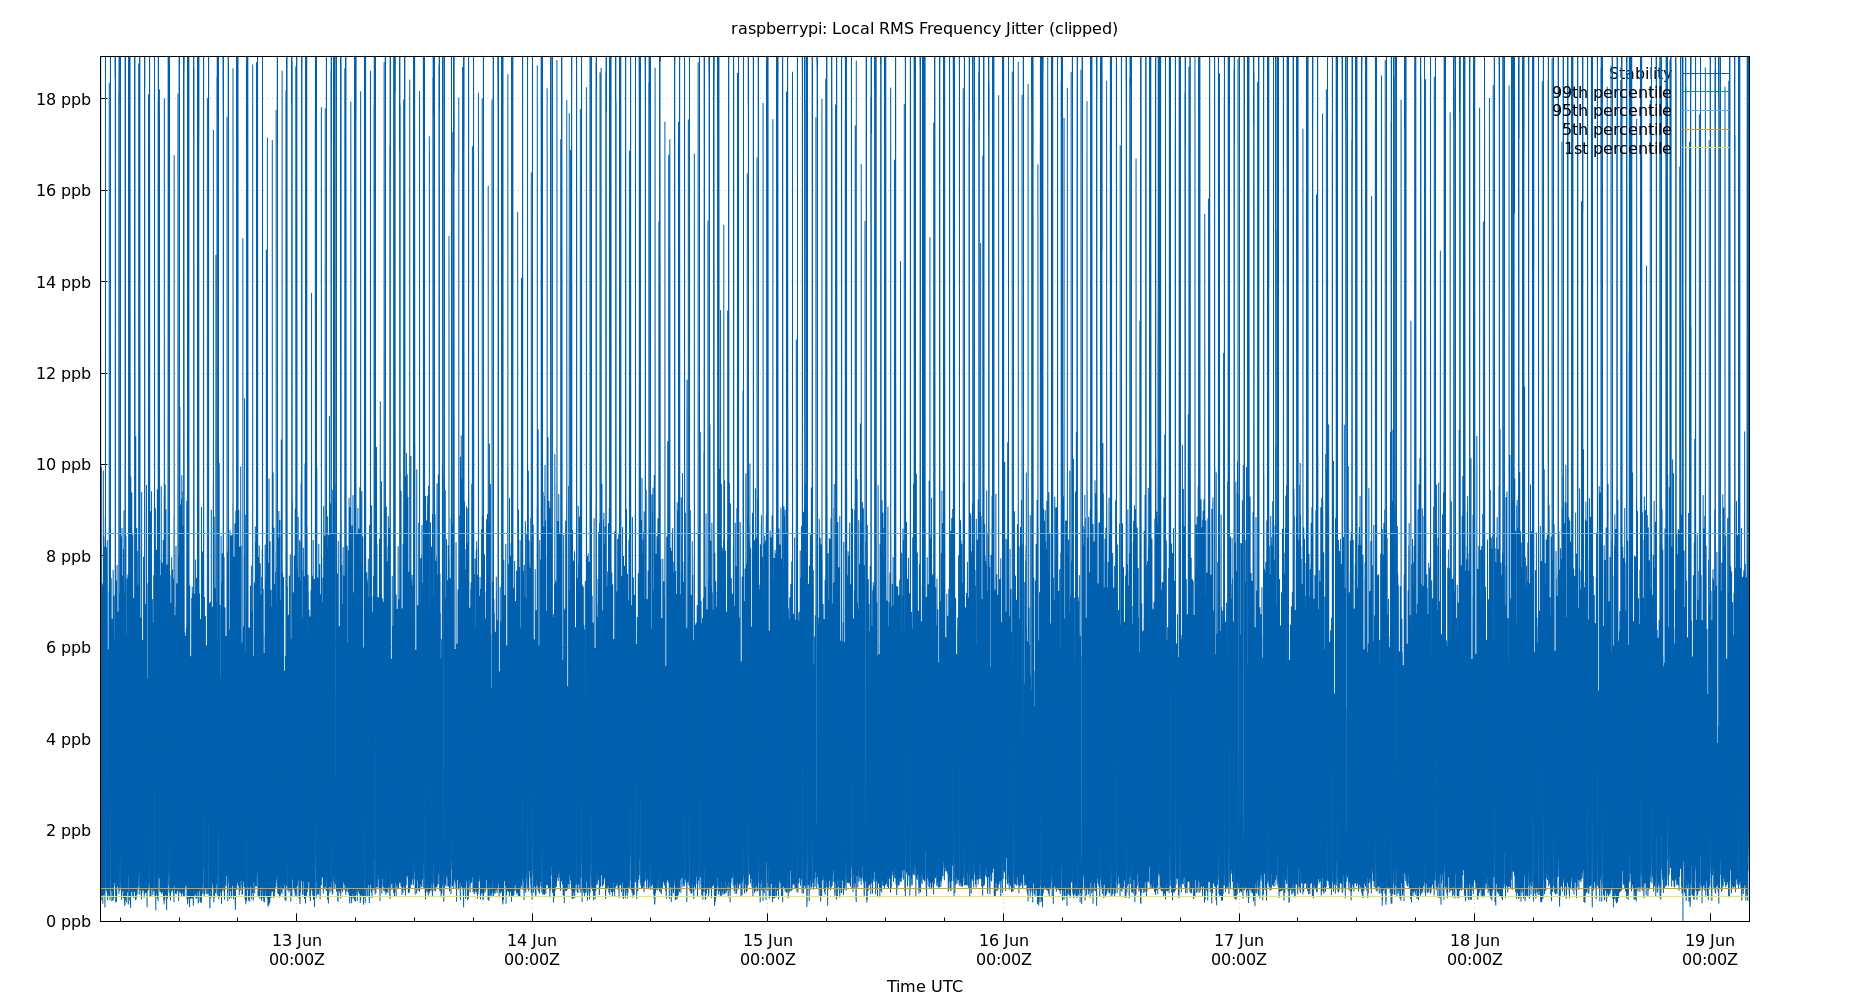 raspberrypi: Local RMS Frequency Jitter (clipped)
Stability
99th percentile
95th percentile
5th percentile
1st percentile
18 ppb
16 ppb
14 ppb
12 ppb
10 ppb
8 ppb
6 ppb
4 ppb
2 ppb
0 ppb
13 Jun 14 Jun 15 Jun 16 Jun 17 Jun 18 Jun 19 Jun
00:00Z 00:00Z 00:00Z 00:00Z 00:00Z 00:00Z 00:00Z
Time UTC